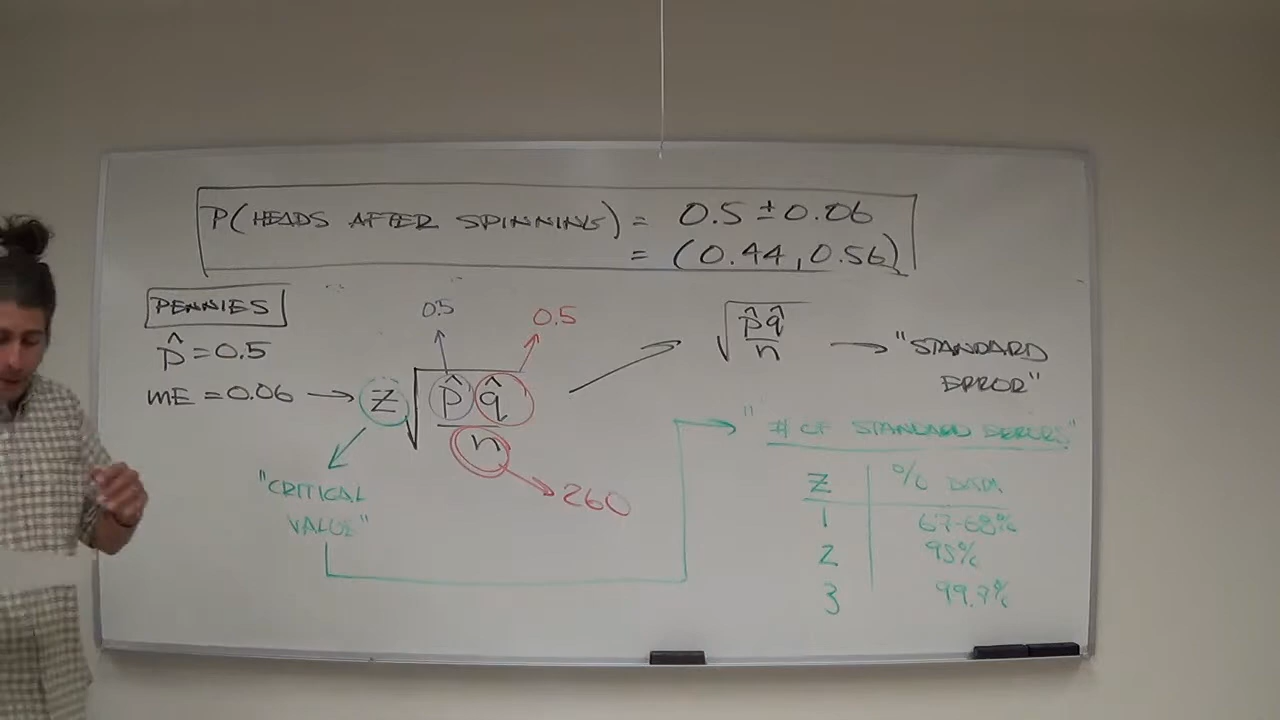 P(HEADS AFTER SPINNING) = 0.5 ± 0.06
= (0.44, 0.56)
PENNIES
p̂ = 0.5
ME = 0.06 → z √(p̂ q̂ / n)
0.5
0.5
260
"CRITICAL
VALUE"
√(p̂ q̂ / n) → "STANDARD
ERROR"
"# OF STANDARD ERRORS"
Z | % DATA
1 | 67-68%
2 | 95%
3 | 99.7%